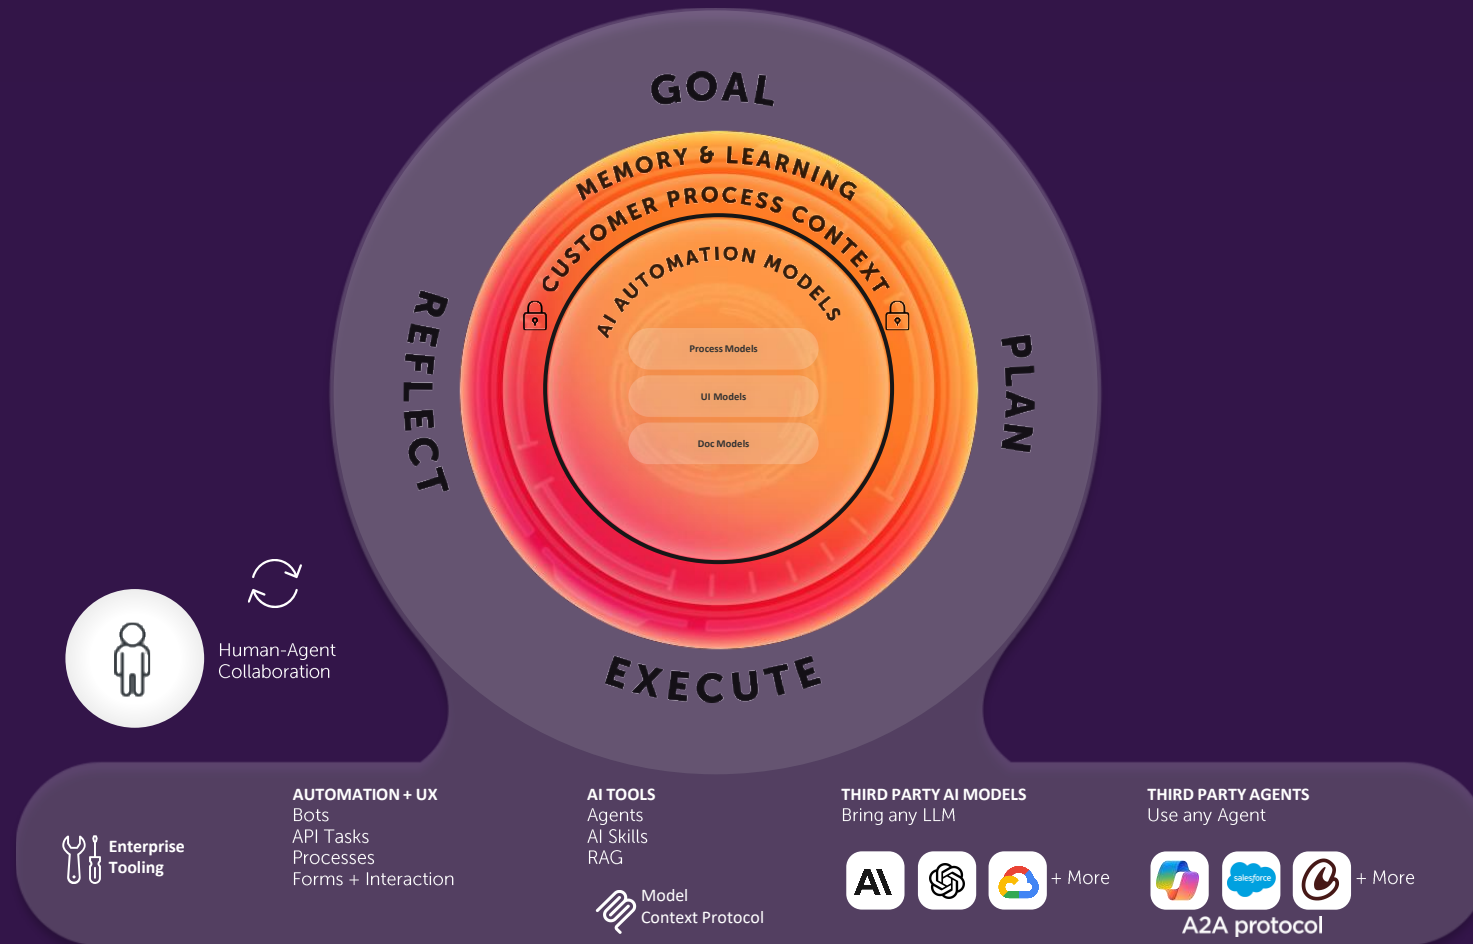 GOAL
MEMORY & LEARNING
CUSTOMER PROCESS CONTEXT
AI AUTOMATION MODELS
Process Models
UI Models
Doc Models
REFLECT
PLAN
EXECUTE
Human-Agent
Collaboration
Enterprise
Tooling
AUTOMATION + UX
Bots
API Tasks
Processes
Forms + Interaction
AI TOOLS
Agents
AI Skills
RAG
Model
Context Protocol
THIRD PARTY AI MODELS
Bring any LLM
+ More
THIRD PARTY AGENTS
Use any Agent
salesforce
+ More
A2A protocol